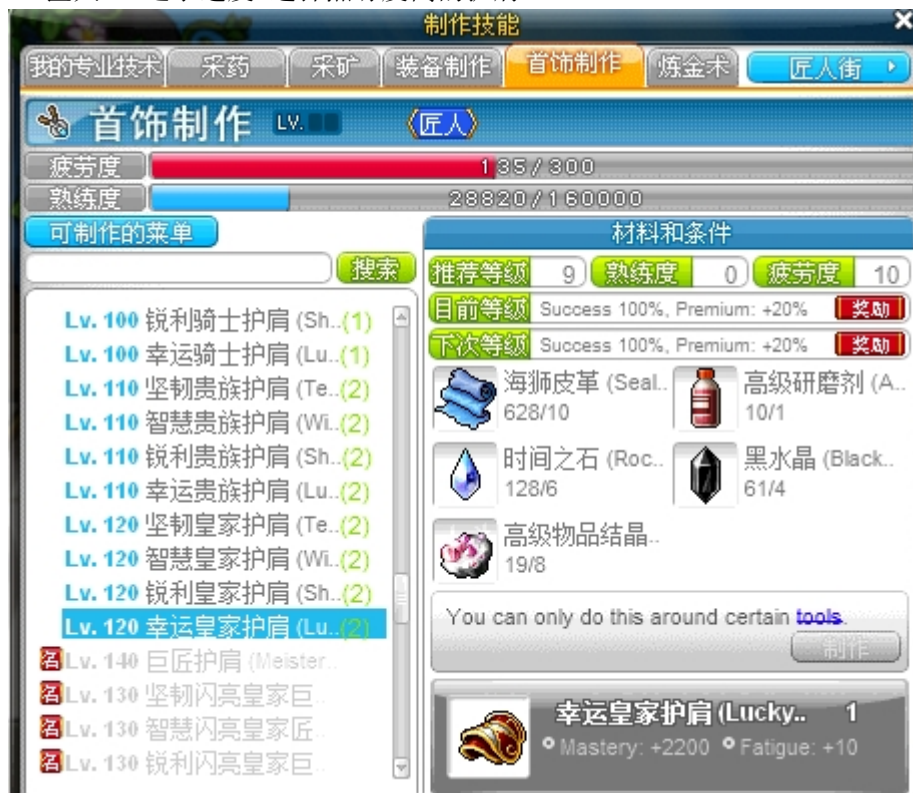 制作技能
我的专业技术 采药 采矿 装备制作 首饰制作 炼金术 匠人街
首饰制作 LV. 匠人
疲劳度 135/300
熟练度 28820/160000
可制作的菜单
搜索
Lv. 100 锐利骑士护肩 (Sh..(1)
Lv. 100 幸运骑士护肩 (Lu..(1)
Lv. 110 坚韧贵族护肩 (Te..(2)
Lv. 110 智慧贵族护肩 (Wi..(2)
Lv. 110 锐利贵族护肩 (Sh..(2)
Lv. 110 幸运贵族护肩 (Lu..(2)
Lv. 120 坚韧皇家护肩 (Te..(2)
Lv. 120 智慧皇家护肩 (Wi..(2)
Lv. 120 锐利皇家护肩 (Sh..(2)
Lv. 120 幸运皇家护肩 (Lu..(2)
名 Lv. 140 巨匠护肩 (Meister..
名 Lv. 130 坚韧闪亮皇家巨..
名 Lv. 130 智慧闪亮皇家匠..
名 Lv. 130 锐利闪亮皇家巨..
材料和条件
推荐等级 9 熟练度 0 疲劳度 10
目前等级 Success 100%, Premium: +20% 奖励
下次等级 Success 100%, Premium: +20% 奖励
海狮皮革 (Seal..
628/10
高级研磨剂 (A..
10/1
时间之石 (Roc..
128/6
黑水晶 (Black..
61/4
高级物品结晶..
19/8
You can only do this around certain tools.
制作
幸运皇家护肩 (Lucky.. 1
Mastery: +2200 Fatigue: +10